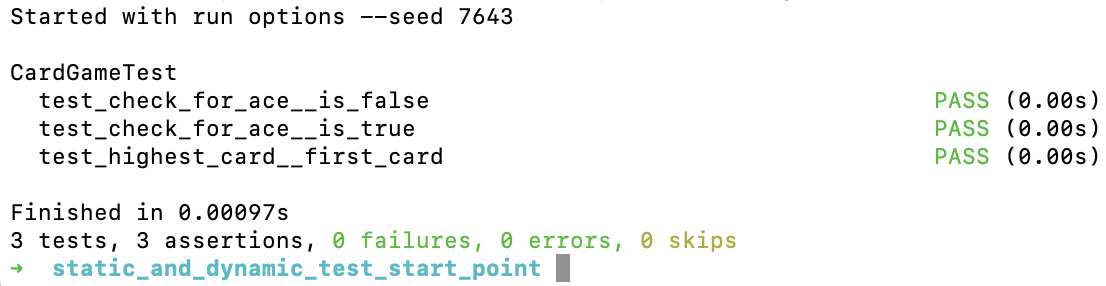 Started with run options --seed 7643
CardGameTest
test_check_for_ace__is_false PASS (0.00s)
test_check_for_ace__is_true PASS (0.00s)
test_highest_card__first_card PASS (0.00s)
Finished in 0.00097s
3 tests, 3 assertions, 0 failures, 0 errors, 0 skips
➜ static_and_dynamic_test_start_point